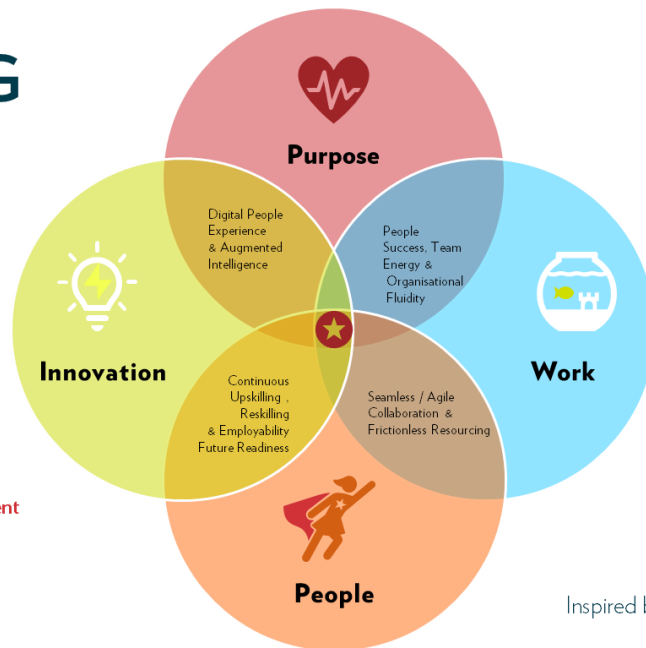 G
Purpose
Digital People
Experience
& Augmented
Intelligence
People
Success, Team
Energy &
Organisational
Fluidity
Innovation
Work
Continuous
Upskilling ,
Reskilling
& Employability
Future Readiness
Seamless / Agile
Collaboration &
Frictionless Resourcing
ent
People
Inspired b